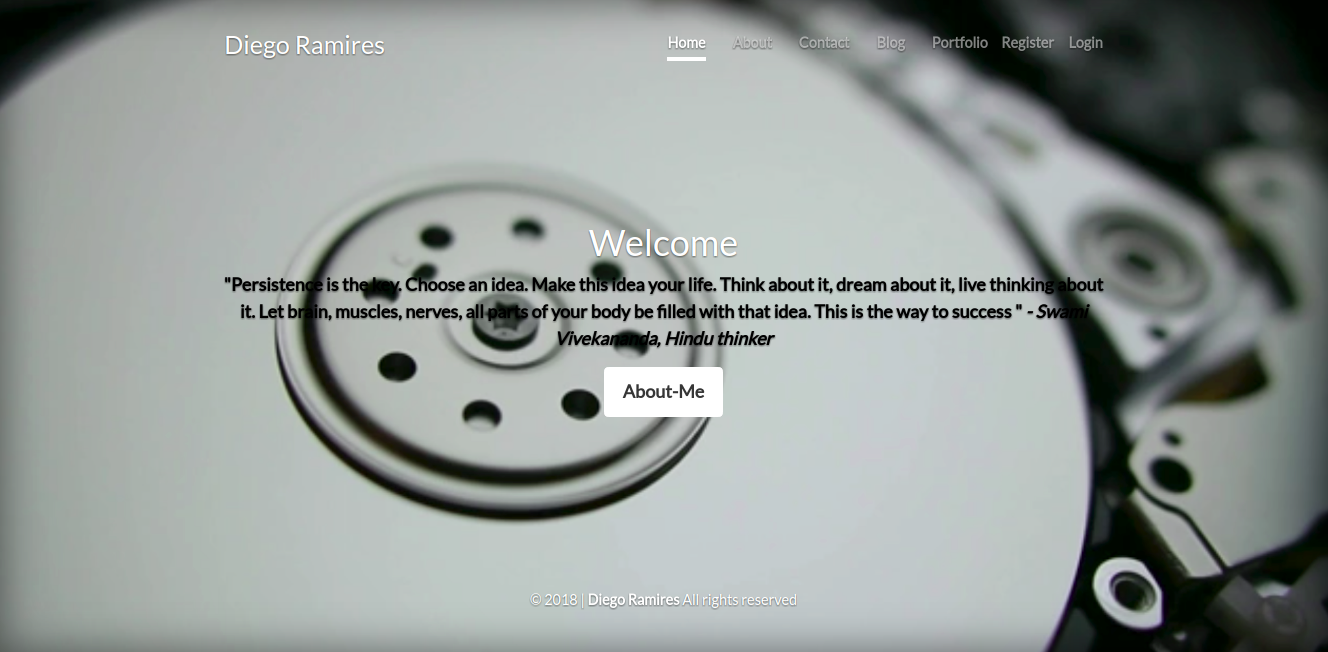 Diego Ramires
Home About Contact Blog Portfolio Register Login
Welcome
"Persistence is the key. Choose an idea. Make this idea your life. Think about it, dream about it, live thinking about
it. Let brain, muscles, nerves, all parts of your body be filled with that idea. This is the way to success " - Swami
Vivekananda, Hindu thinker
About-Me
© 2018 | Diego Ramires All rights reserved